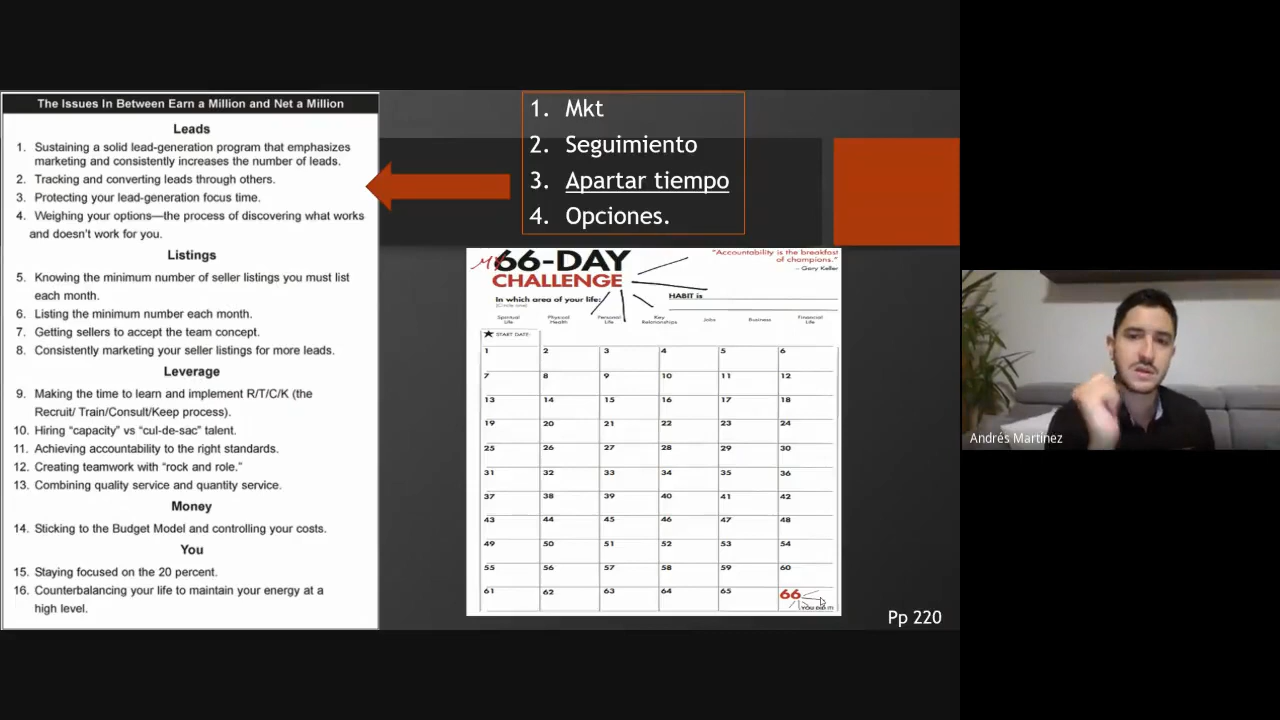 The Issues In Between Earn a Million and Net a Million
Leads
1. Sustaining a solid lead-generation program that emphasizes
marketing and consistently increases the number of leads.
2. Tracking and converting leads through others.
3. Protecting your lead-generation focus time.
4. Weighing your options—the process of discovering what works
and doesn't work for you.
Listings
5. Knowing the minimum number of seller listings you must list
each month.
6. Listing the minimum number each month.
7. Getting sellers to accept the team concept.
8. Consistently marketing your seller listings for more leads.
Leverage
9. Making the time to learn and implement R/T/C/K (the
Recruit/ Train/Consult/Keep process).
10. Hiring “capacity” vs “cul-de-sac” talent.
11. Achieving accountability to the right standards.
12. Creating teamwork with “rock and role.”
13. Combining quality service and quantity service.
Money
14. Sticking to the Budget Model and controlling your costs.
You
15. Staying focused on the 20 percent.
16. Counterbalancing your life to maintain your energy at a
high level.
1. Mkt
2. Seguimiento
3. Apartar tiempo
4. Opciones.
My 66-DAY
CHALLENGE
"Accountability is the breakfast
of champions."
– Gary Keller
In which area of your life:
(Circle one)
HABIT is
Spiritual Life Physical Health Personal Life Key Relationships Jobs Business Financial Life
START DATE:
1 2 3 4 5 6
7 8 9 10 11 12
13 14 15 16 17 18
19 20 21 22 23 24
25 26 27 28 29 30
31 32 33 34 35 36
37 38 39 40 41 42
43 44 45 46 47 48
49 50 51 52 53 54
55 56 57 58 59 60
61 62 63 64 65 66
YOU DID IT!
Pp 220
Andrés Martínez